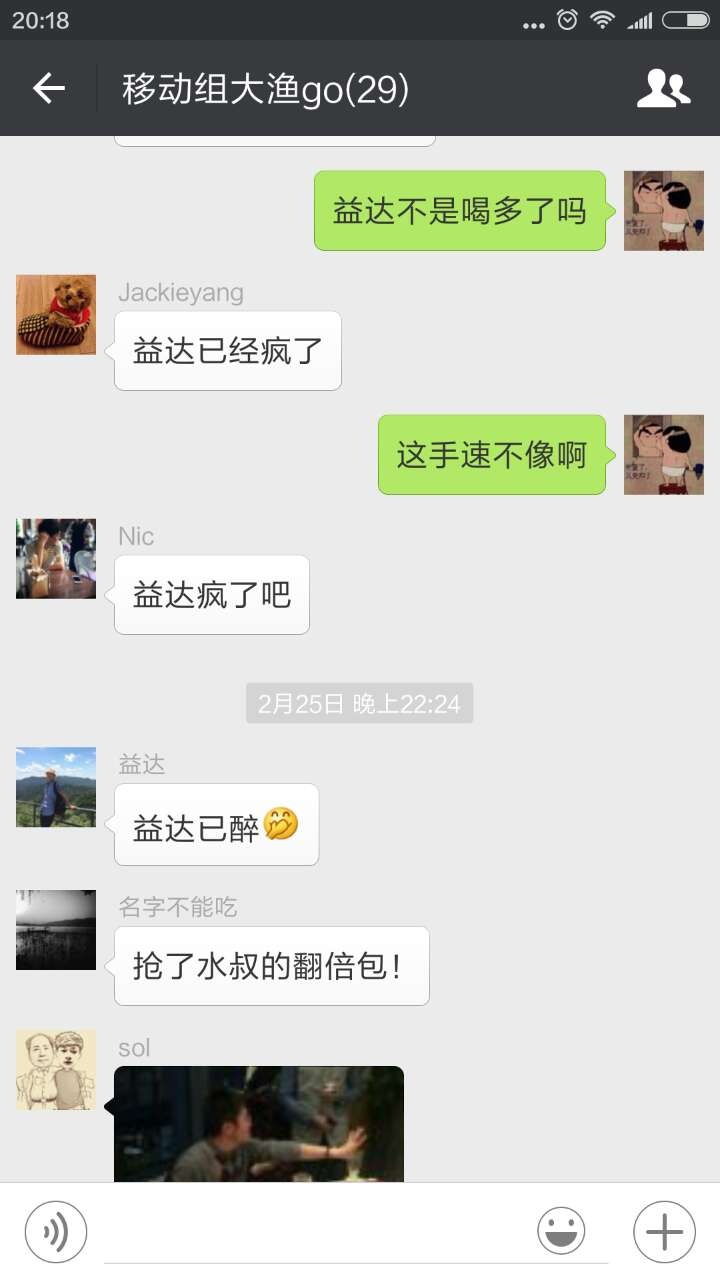 20:18
移动组大渔go(29)
益达不是喝多了吗
Jackieyang
益达已经疯了
这手速不像啊
Nic
益达疯了吧
2月25日 晚上22:24
益达
益达已醉🤭
名字不能吃
抢了水叔的翻倍包！
sol